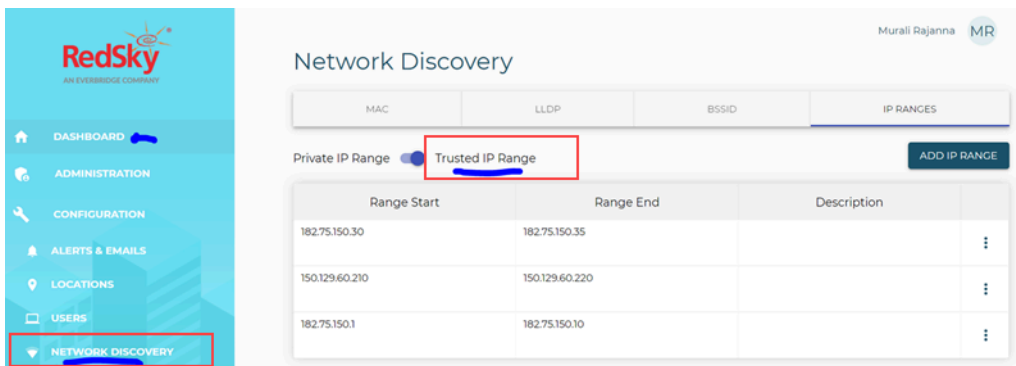 RedSky
AN EVERBRIDGE COMPANY
DASHBOARD
ADMINISTRATION
CONFIGURATION
ALERTS & EMAILS
LOCATIONS
USERS
NETWORK DISCOVERY
Murali Rajanna MR
Network Discovery
MAC LLDP BSSID IP RANGES
Private IP Range Trusted IP Range ADD IP RANGE
Range Start Range End Description
182.75.150.30 182.75.150.35
150.129.60.210 150.129.60.220
182.75.150.1 182.75.150.10